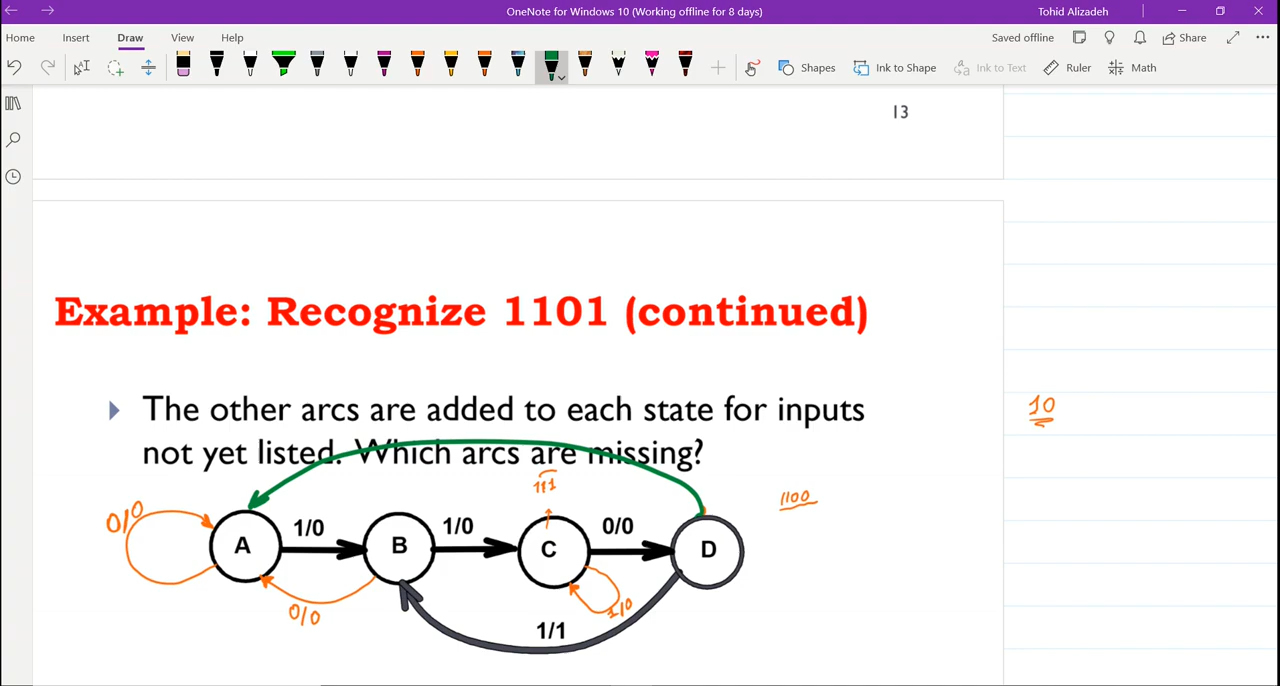 OneNote for Windows 10 (Working offline for 8 days)
Tohid Alizadeh
Home Insert Draw View Help
Saved offline
Share
Shapes
Ink to Shape
Ink to Text
Ruler
Math
13
Example: Recognize 1101 (continued)
The other arcs are added to each state for inputs
not yet listed. Which arcs are missing?
10
111
1100
0/0
1/0
1/0
0/0
A
B
C
D
0/0
1/0
1/1